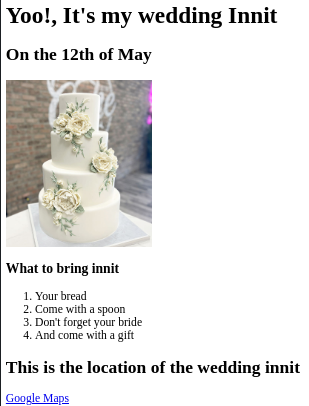 Yoo!, It's my wedding Innit
On the 12th of May
What to bring innit
1. Your bread
2. Come with a spoon
3. Don't forget your bride
4. And come with a gift
This is the location of the wedding innit
Google Maps